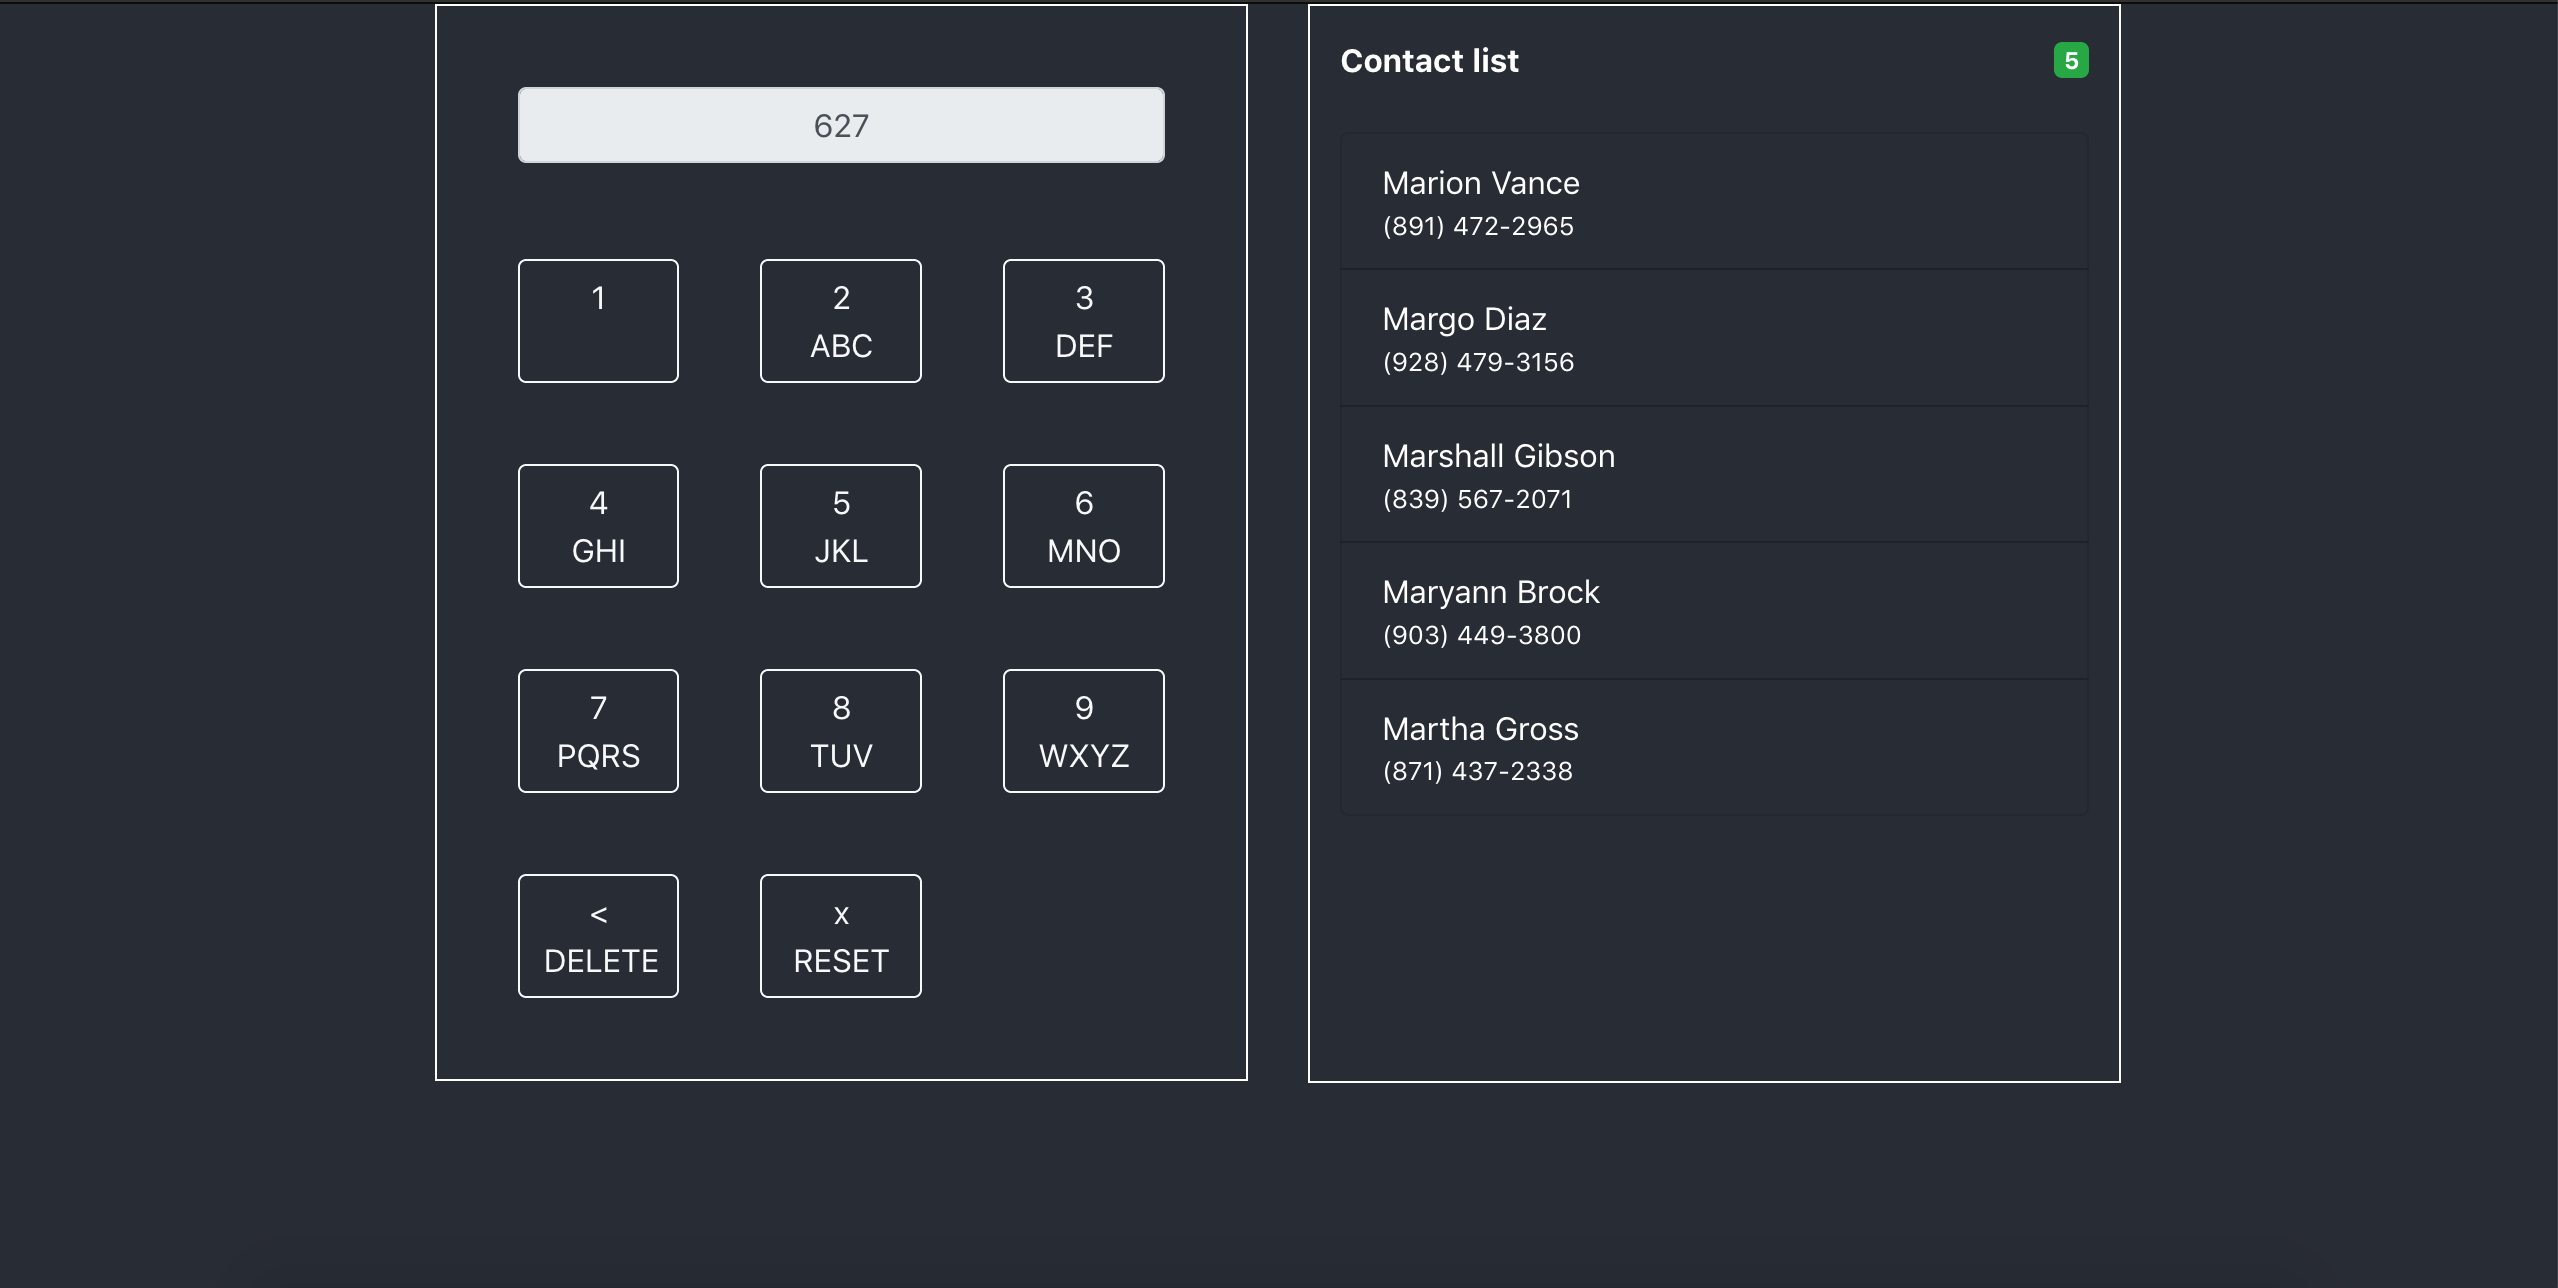 627
1
2
ABC
3
DEF
4
GHI
5
JKL
6
MNO
7
PQRS
8
TUV
9
WXYZ
<
DELETE
x
RESET
Contact list
5
Marion Vance
(891) 472-2965
Margo Diaz
(928) 479-3156
Marshall Gibson
(839) 567-2071
Maryann Brock
(903) 449-3800
Martha Gross
(871) 437-2338